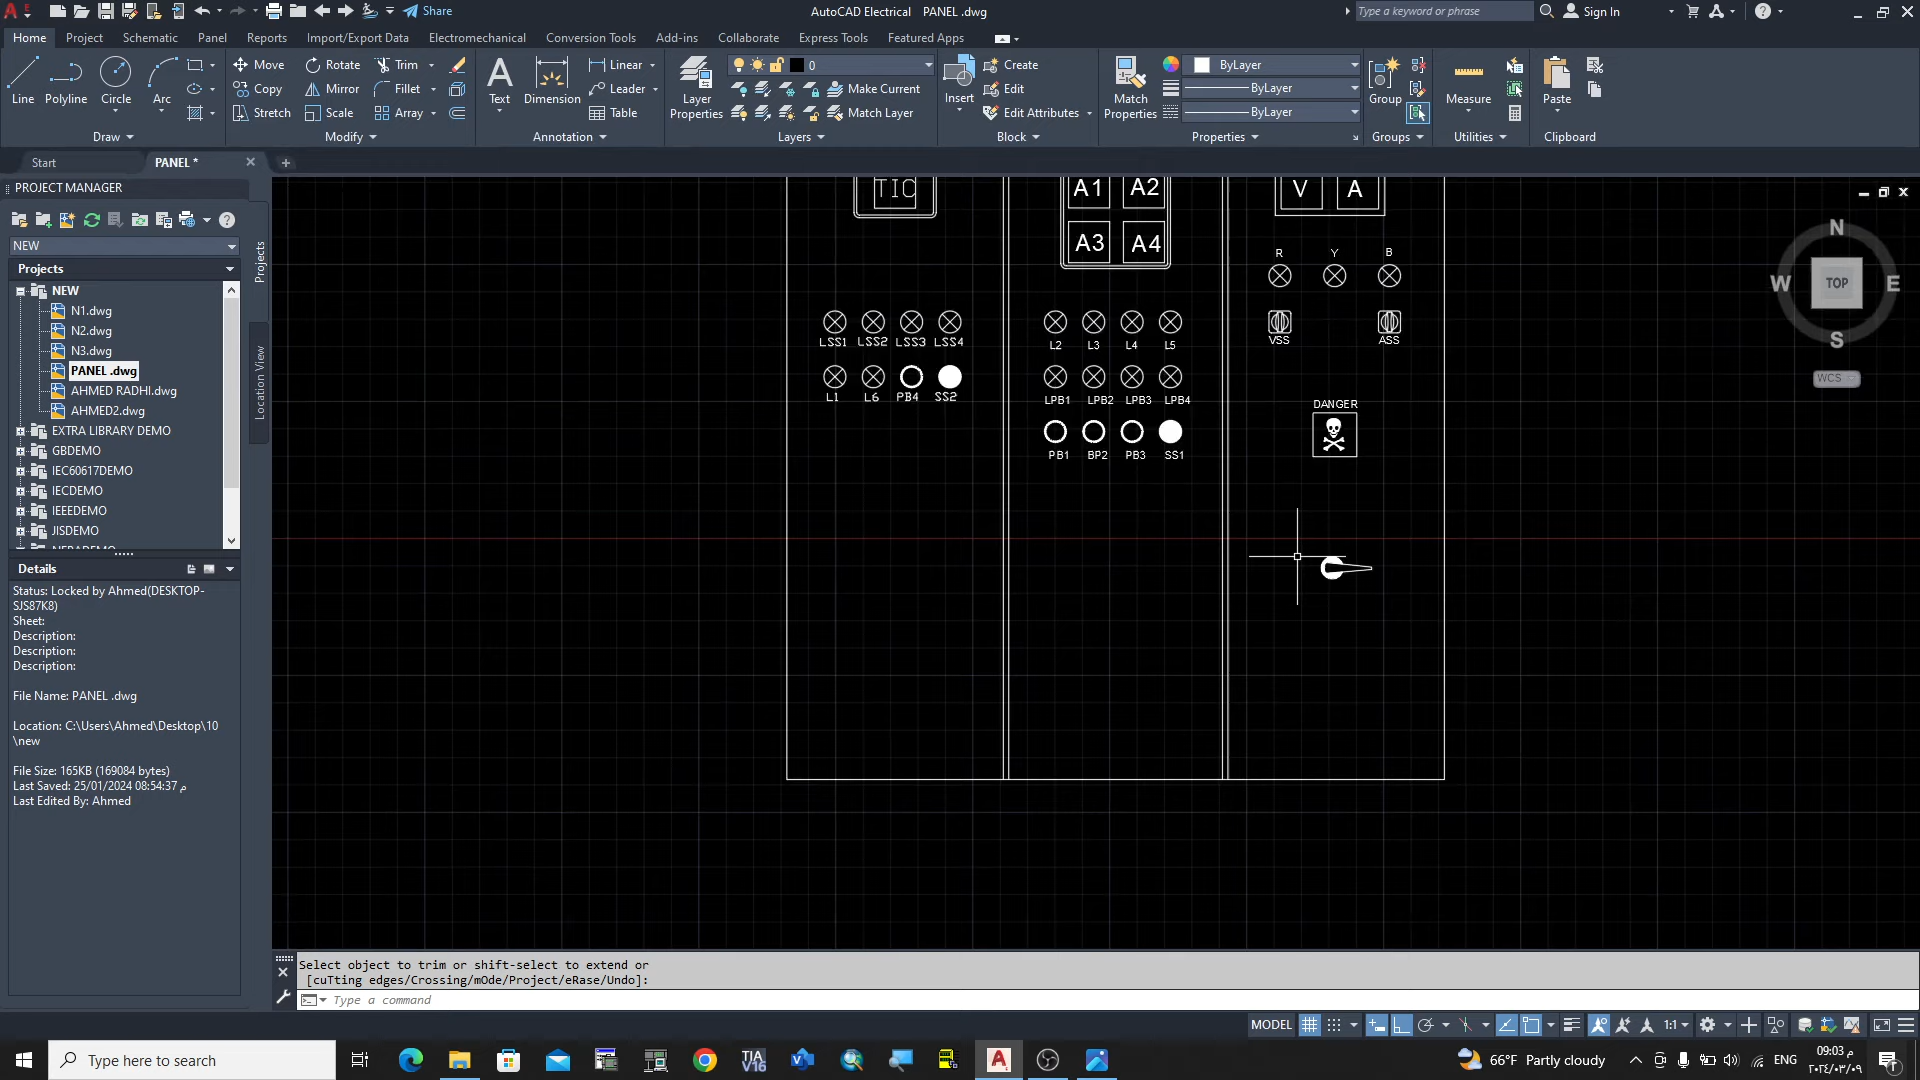 Share
AutoCAD Electrical PANEL .dwg
Type a keyword or phrase
Sign In
Home Project Schematic Panel Reports Import/Export Data Electromechanical Conversion Tools Add-ins Collaborate Express Tools Featured Apps
Line Polyline Circle Arc
Move Rotate Trim
Copy Mirror Fillet
Stretch Scale Array
Text Dimension
Linear
Leader
Table
Layer Properties
0
Make Current
Match Layer
Insert
Create
Edit
Edit Attributes
Match Properties
ByLayer
ByLayer
ByLayer
Group
Measure
Paste
Draw Modify Annotation Layers Block Properties Groups Utilities Clipboard
Start PANEL *
PROJECT MANAGER
NEW
Projects
NEW
N1.dwg
N2.dwg
N3.dwg
PANEL .dwg
AHMED RADHI.dwg
AHMED2.dwg
EXTRA LIBRARY DEMO
GBDEMO
IEC60617DEMO
IECDEMO
IEEEDEMO
JISDEMO
Projects
Location View
Details
Status: Locked by Ahmed(DESKTOP-
SJS87K8)
Sheet:
Description:
Description:
Description:
File Name: PANEL .dwg
Location: C:\Users\Ahmed\Desktop\10
\new
File Size: 165KB (169084 bytes)
Last Saved: 25/01/2024 08:54:37 م
Last Edited By: Ahmed
TIC
A1 A2
A3 A4
V A
R Y B
LSS1 LSS2 LSS3 LSS4
L2 L3 L4 L5
VSS ASS
L1 L6 PB4 SS2
LPB1 LPB2 LPB3 LPB4
DANGER
PB1 BP2 PB3 SS1
N
W TOP E
S
WCS
Select object to trim or shift-select to extend or
[cuTting edges/Crossing/mOde/Project/eRase/Undo]:
Type a command
MODEL
1:1
Type here to search
TIA
V16
66°F Partly cloudy
ENG
09:03 م
٢٠٢٤/٠٣/٠٩